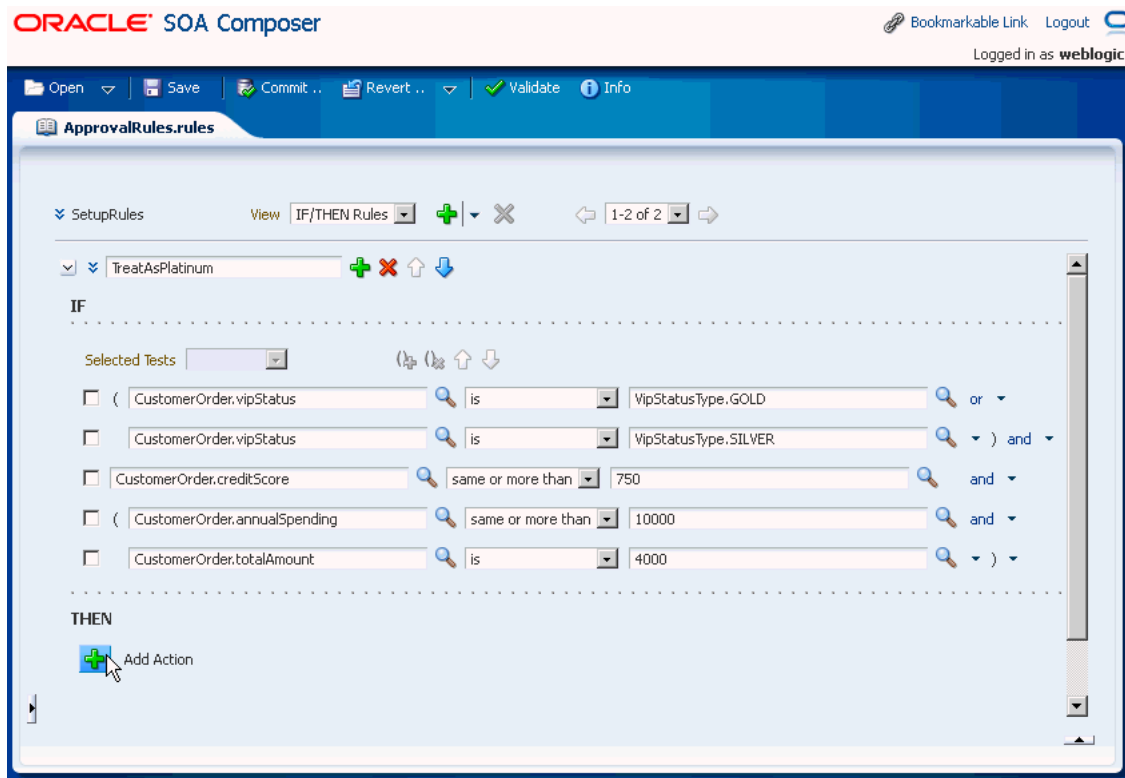 ORACLE SOA Composer
Bookmarkable Link Logout
Logged in as weblogic
Open Save Commit .. Revert .. Validate Info
ApprovalRules.rules
SetupRules View IF/THEN Rules 1-2 of 2
TreatAsPlatinum
IF
Selected Tests
( CustomerOrder.vipStatus is VipStatusType.GOLD or
CustomerOrder.vipStatus is VipStatusType.SILVER ) and
CustomerOrder.creditScore same or more than 750 and
( CustomerOrder.annualSpending same or more than 10000 and
CustomerOrder.totalAmount is 4000 )
THEN
Add Action